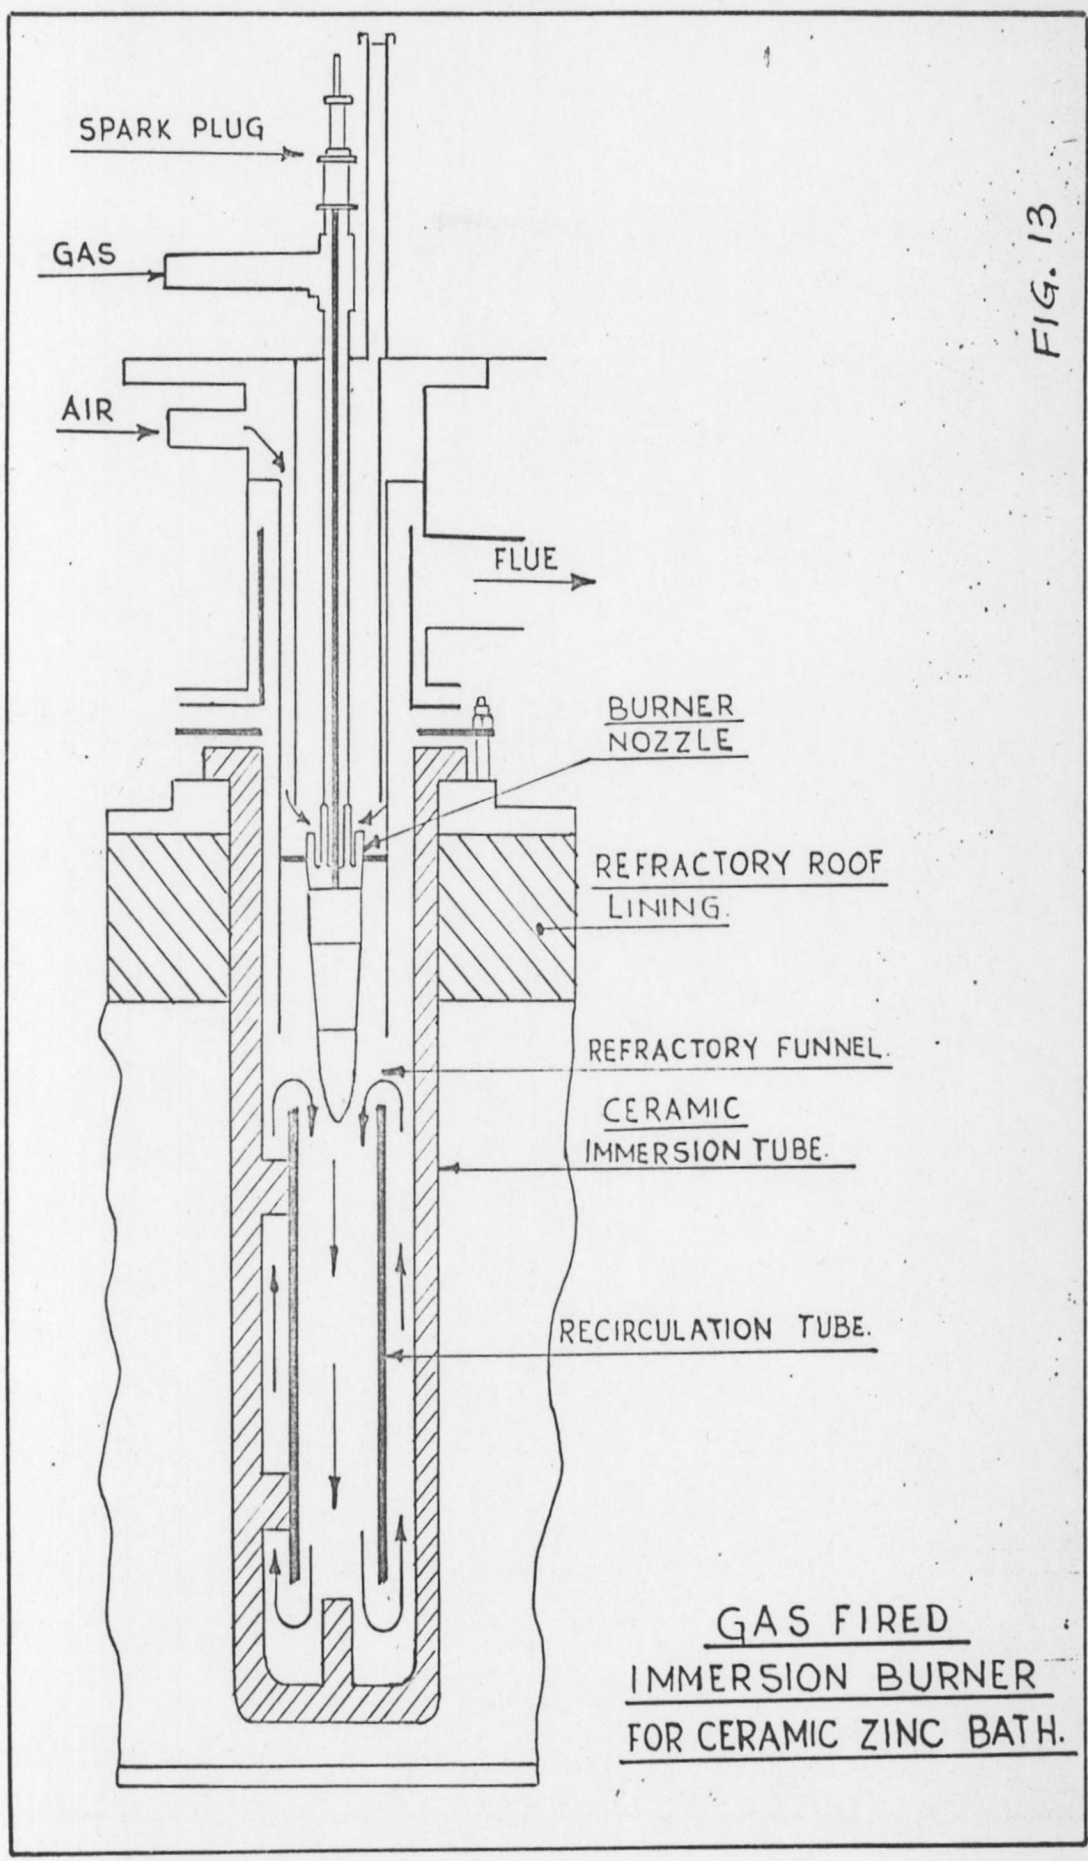 SPARK PLUG
GAS
FIG. 13
AIR
FLUE
BURNER
NOZZLE
REFRACTORY ROOF
LINING.
REFRACTORY FUNNEL.
CERAMIC
IMMERSION TUBE.
RECIRCULATION TUBE.
GAS FIRED
IMMERSION BURNER
FOR CERAMIC ZINC BATH.